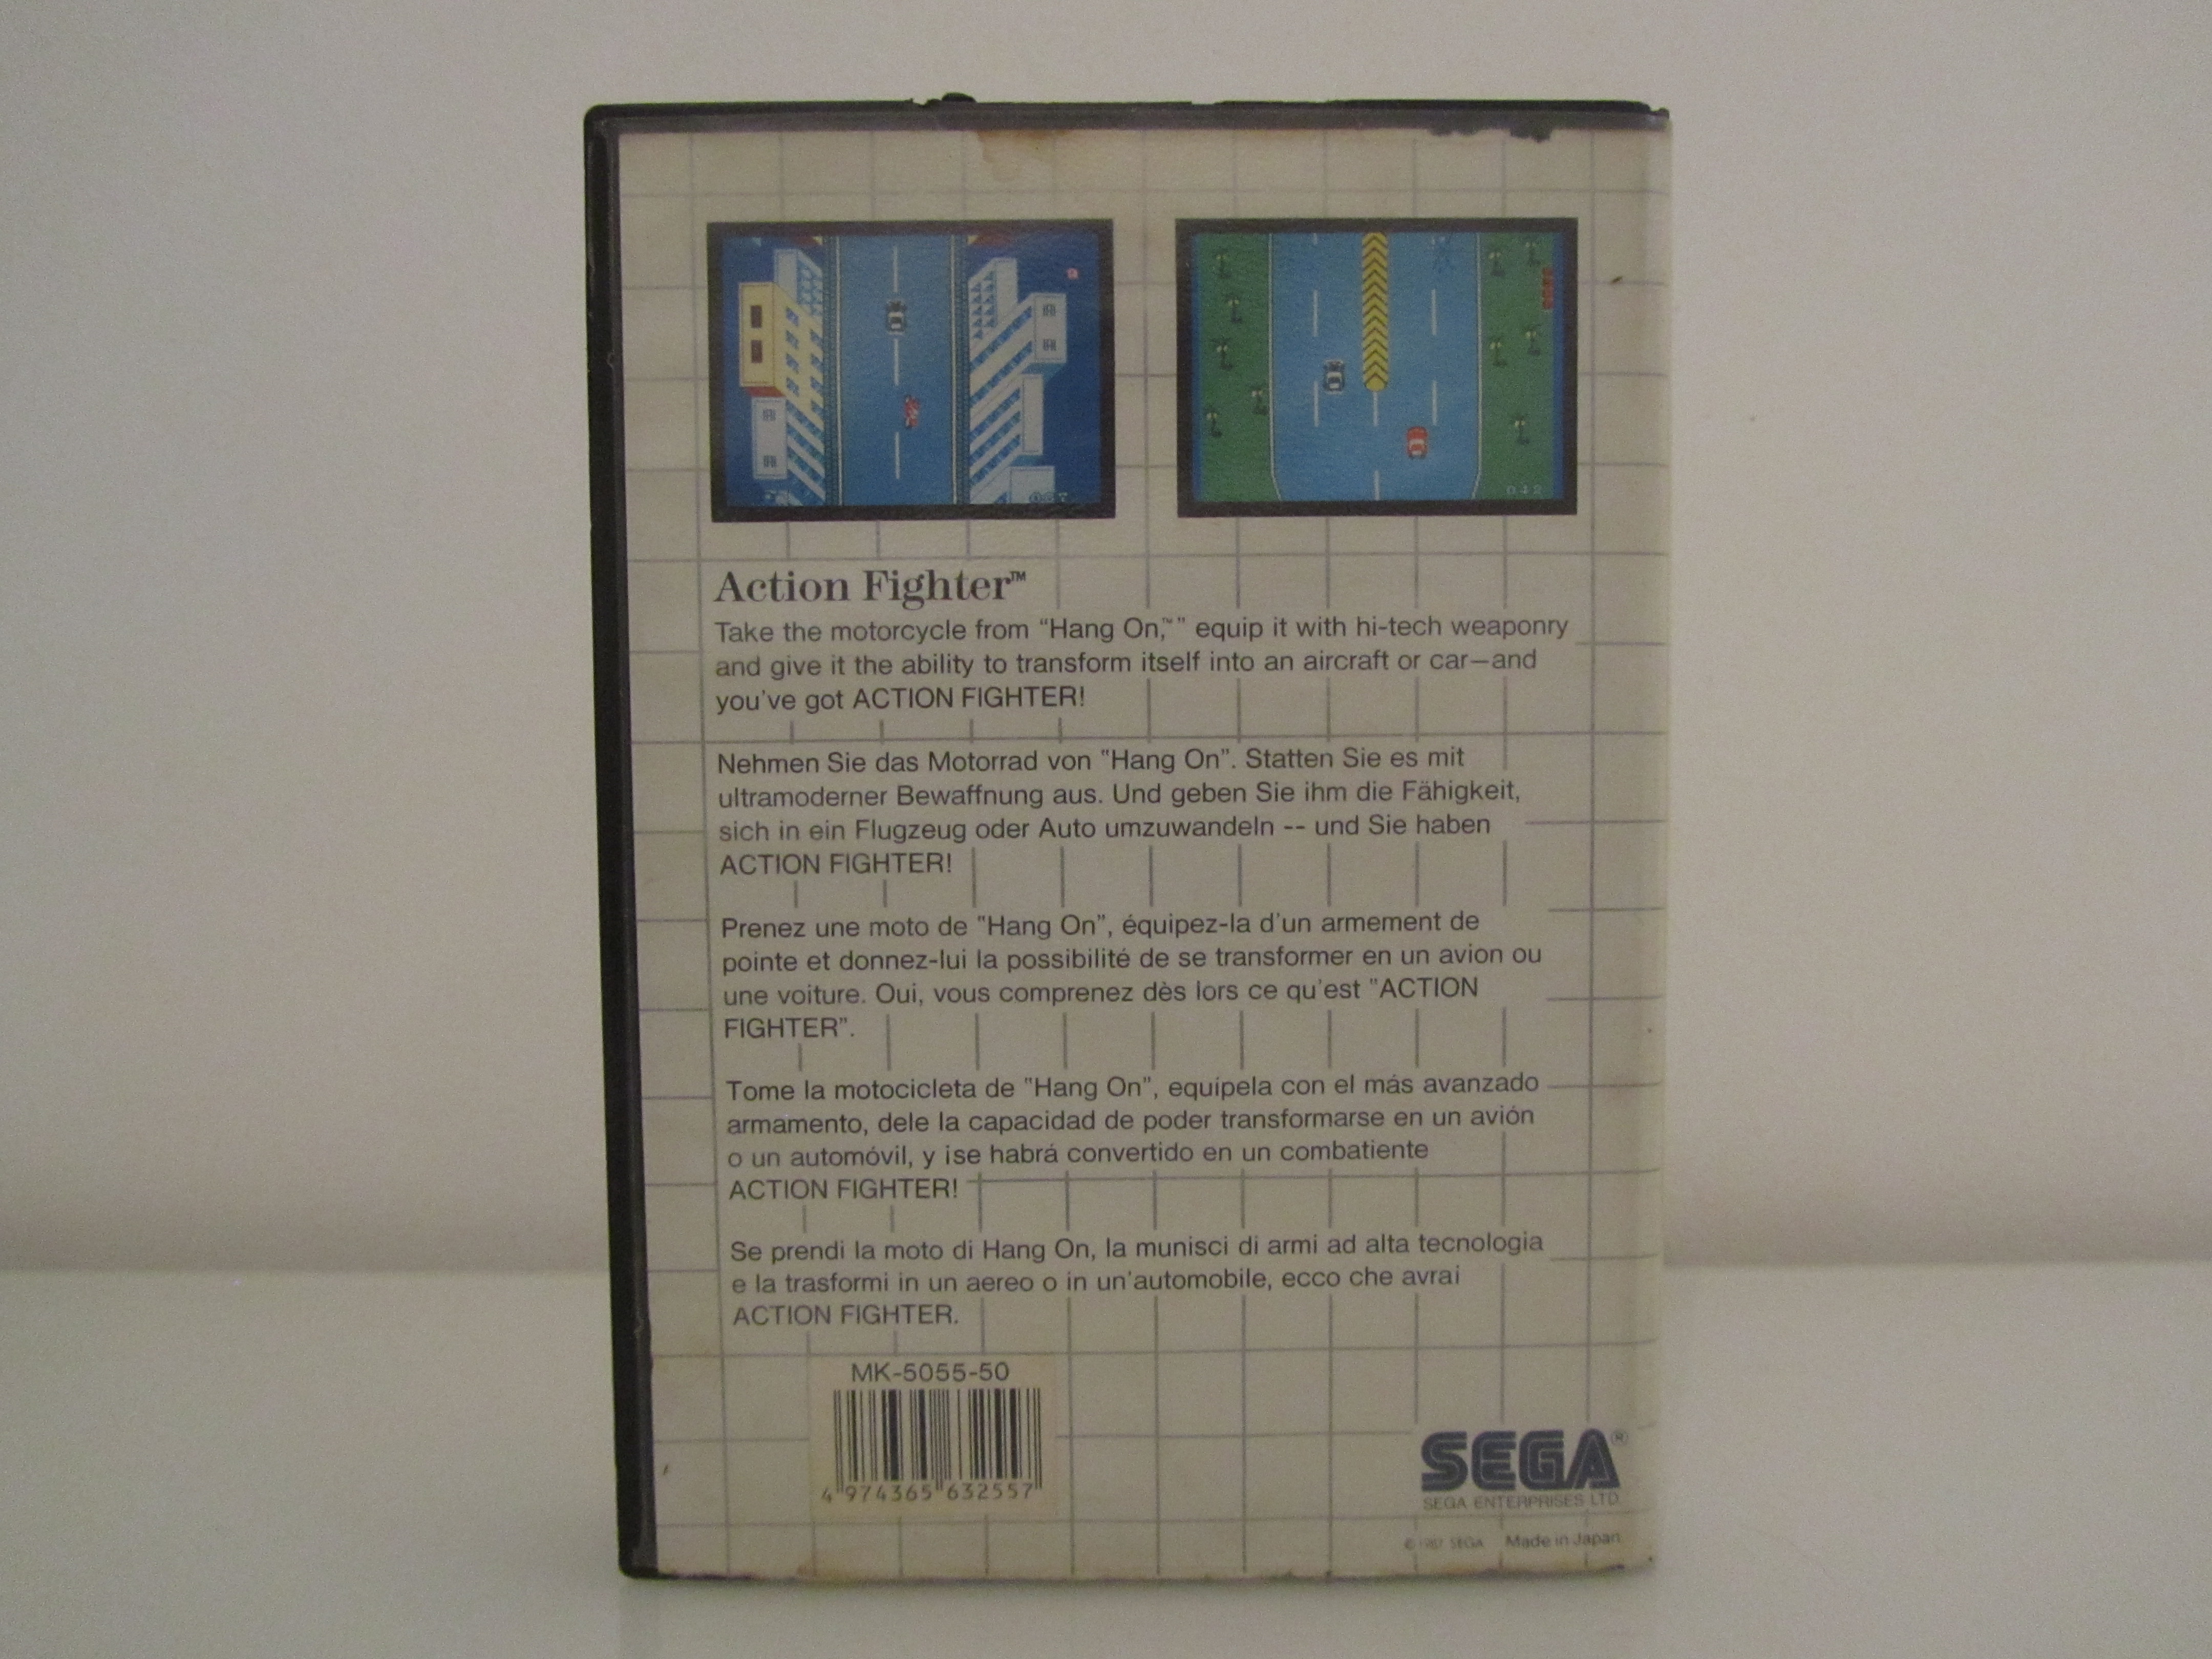 Action Fighter™
Take the motorcycle from “Hang On,™” equip it with hi-tech weaponry
and give it the ability to transform itself into an aircraft or car—and
you've got ACTION FIGHTER!
Nehmen Sie das Motorrad von "Hang On". Statten Sie es mit
ultramoderner Bewaffnung aus. Und geben Sie ihm die Fähigkeit,
sich in ein Flugzeug oder Auto umzuwandeln -- und Sie haben
ACTION FIGHTER!
Prenez une moto de "Hang On", équipez-la d'un armement de
pointe et donnez-lui la possibilité de se transformer en un avion ou
une voiture. Oui, vous comprenez dès lors ce qu'est "ACTION
FIGHTER".
Tome la motocicleta de "Hang On", equípela con el más avanzado
armamento, dele la capacidad de poder transformarse en un avión
o un automóvil, y ¡se habrá convertido en un combatiente
ACTION FIGHTER!
Se prendi la moto di Hang On, la munisci di armi ad alta tecnologia
e la trasformi in un aereo o in un'automobile, ecco che avrai
ACTION FIGHTER.
MK-5055-50
4 974365 632557
SEGA®
SEGA ENTERPRISES LTD.
© 1987 SEGA Made in Japan